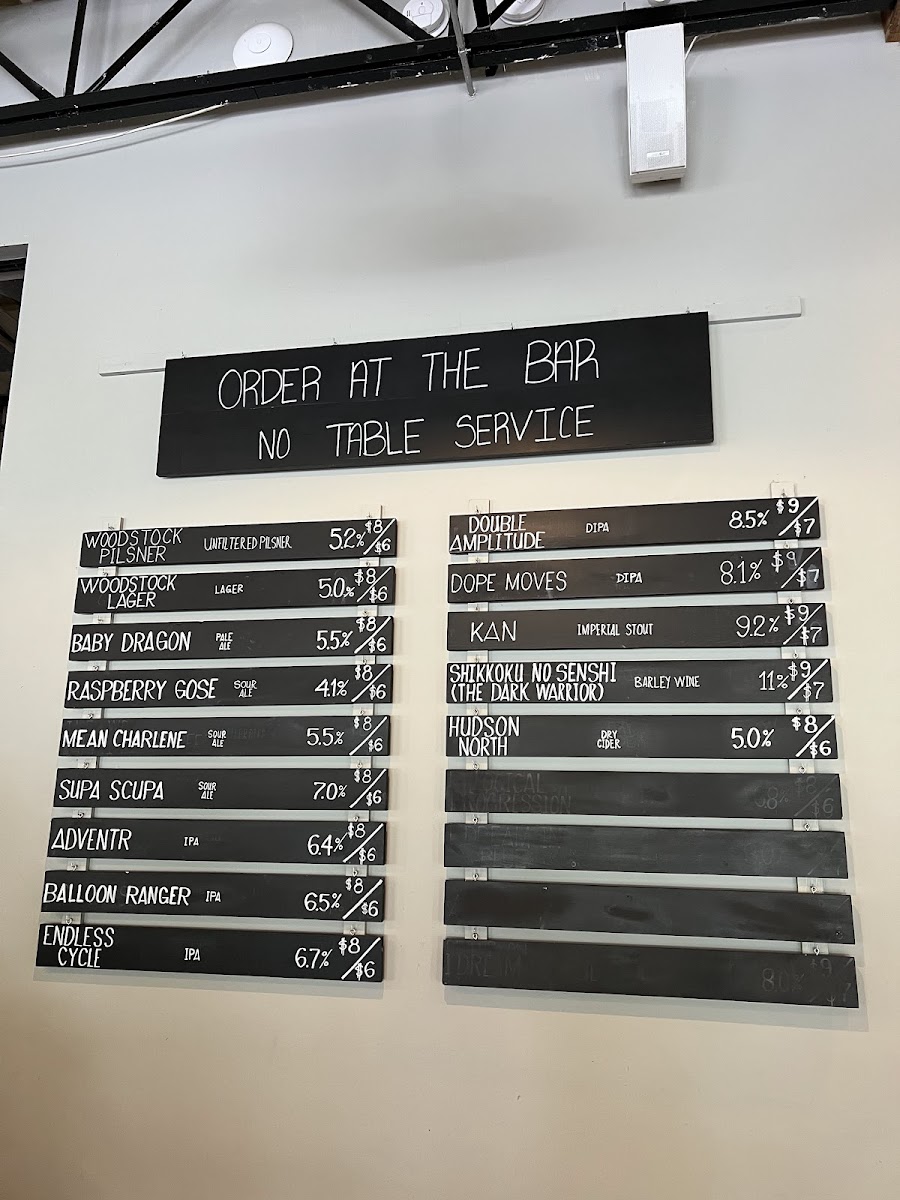 ORDER AT THE BAR
NO TABLE SERVICE
WOODSTOCK PILSNER UNFILTERED PILSNER 5.2% $8/$6
WOODSTOCK LAGER LAGER 5.0% $8/$6
BABY DRAGON PALE ALE 5.5% $8/$6
RASPBERRY GOSE SOUR ALE 4.1% $8/$6
MEAN CHARLENE SOUR ALE 5.5% $8/$6
SUPA SCUPA SOUR ALE 7.0% $8/$6
ADVENTR IPA 6.4% $8/$6
BALLOON RANGER IPA 6.5% $8/$6
ENDLESS CYCLE IPA 6.7% $8/$6
DOUBLE AMPLITUDE DIPA 8.5% $9/$7
DOPE MOVES DIPA 8.1% $9/$7
KAN IMPERIAL STOUT 9.2% $9/$7
SHIKKOKU NO SENSHI (THE DARK WARRIOR) BARLEY WINE 11% $9/$7
HUDSON NORTH DRY CIDER 5.0% $8/$6